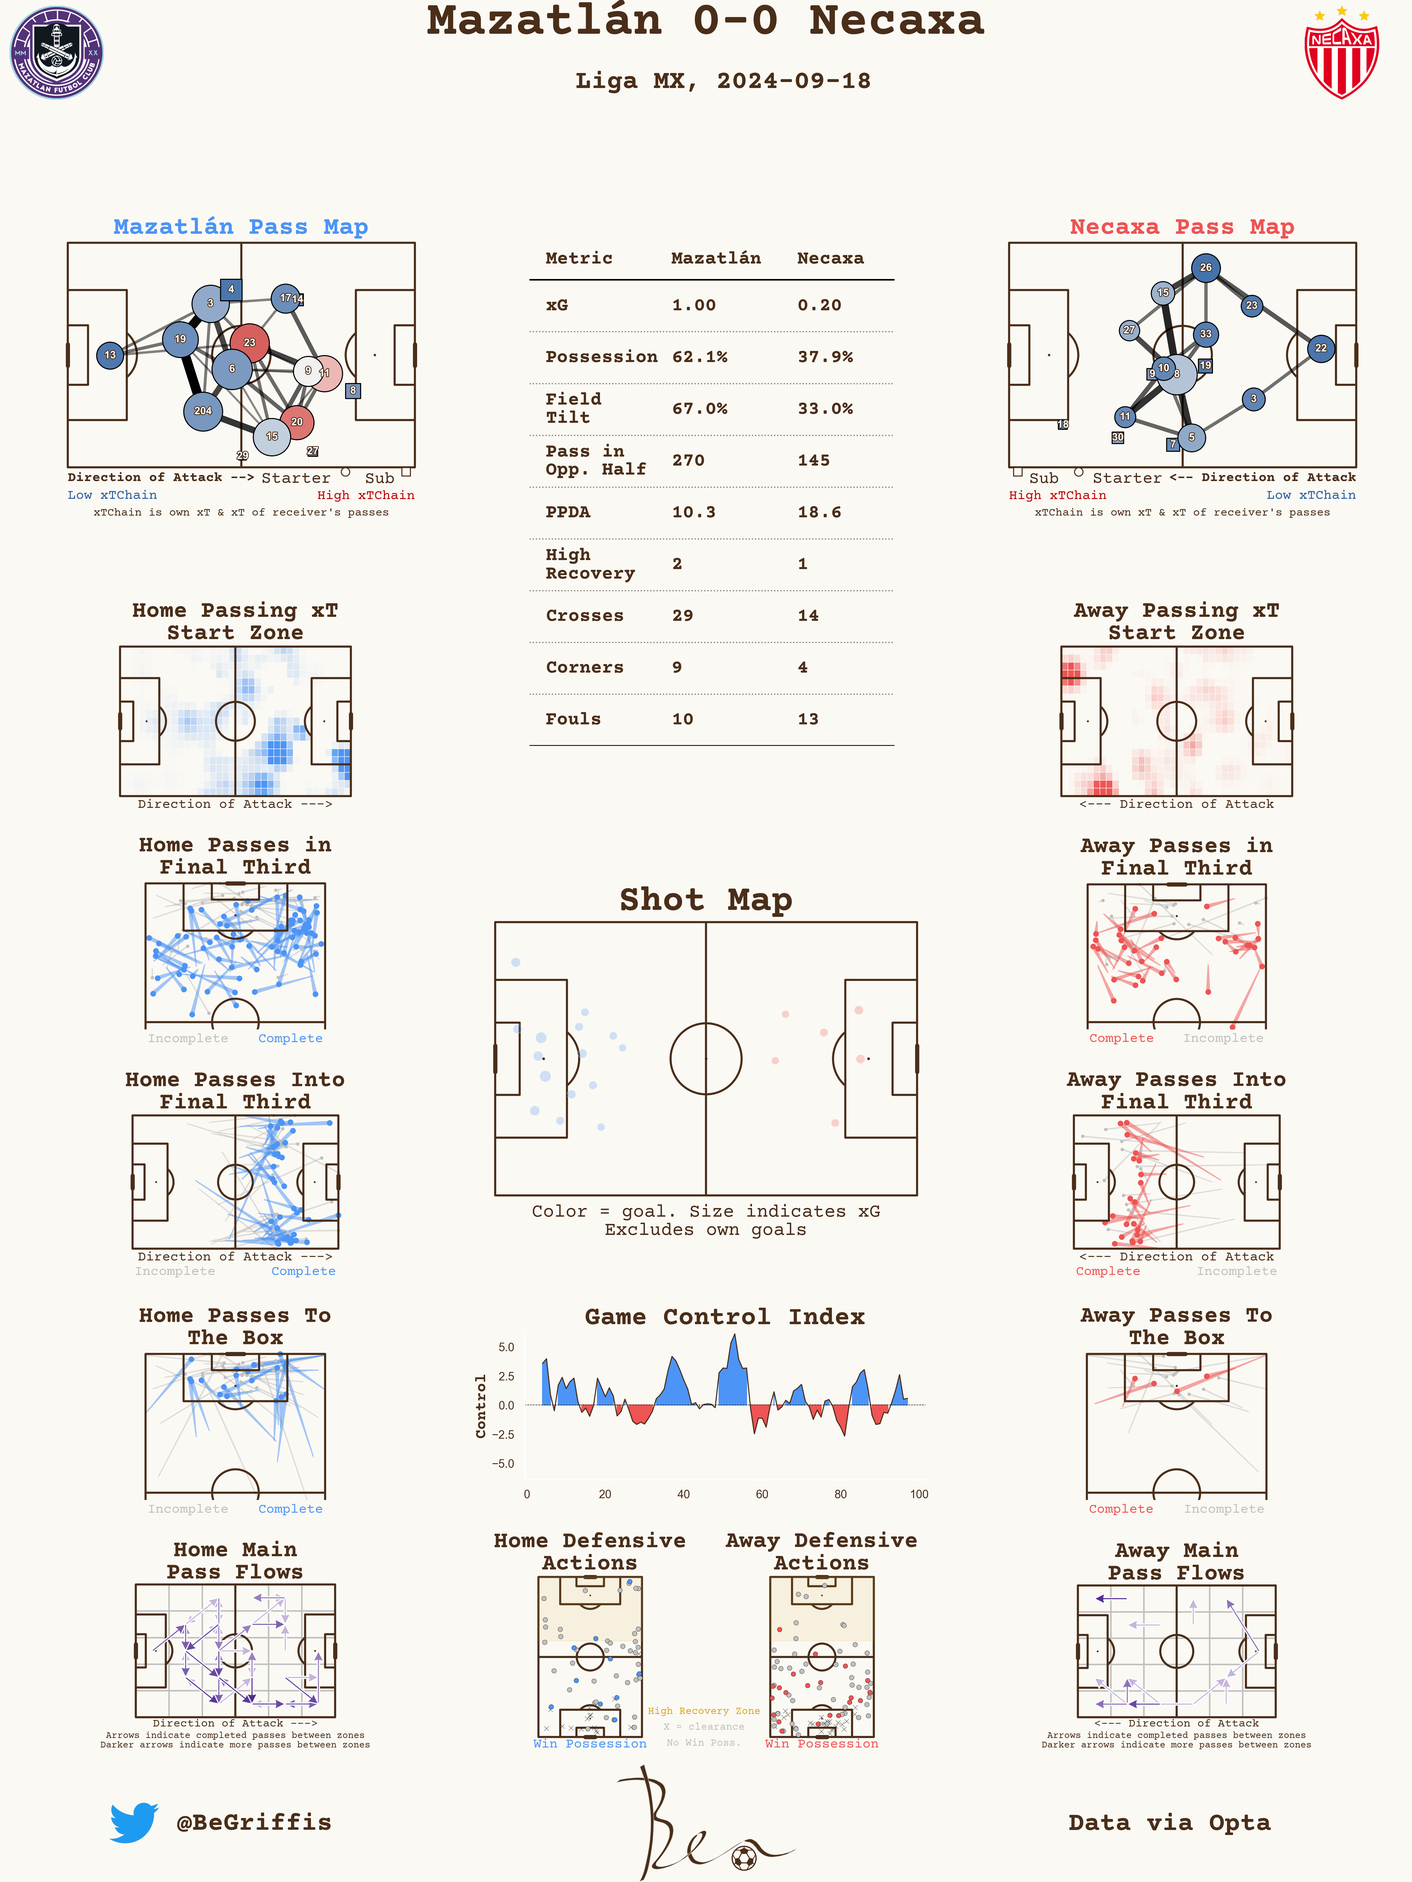 Mazatlán 0-0 Necaxa
Liga MX, 2024-09-18
MM XX
MAZATLAN FUTBOL CLUB
NECAXA
Mazatlán Pass Map
3
4
17
14
19
23
13
6
9
11
8
204
20
15
29
27
Direction of Attack --> Starter Sub
Low xTChain High xTChain
xTChain is own xT & xT of receiver's passes
Metric Mazatlán Necaxa
xG 1.00 0.20
Possession 62.1% 37.9%
Field
Tilt 67.0% 33.0%
Pass in
Opp. Half 270 145
PPDA 10.3 18.6
High
Recovery 2 1
Crosses 29 14
Corners 9 4
Fouls 10 13
Necaxa Pass Map
26
15
23
27
33
22
10
9
8
19
3
11
18
30
7
5
Sub Starter <-- Direction of Attack
High xTChain Low xTChain
xTChain is own xT & xT of receiver's passes
Home Passing xT
Start Zone
Direction of Attack --->
Away Passing xT
Start Zone
<--- Direction of Attack
Home Passes in
Final Third
Incomplete Complete
Away Passes in
Final Third
Complete Incomplete
Shot Map
Color = goal. Size indicates xG
Excludes own goals
Home Passes Into
Final Third
Direction of Attack --->
Incomplete Complete
Away Passes Into
Final Third
<--- Direction of Attack
Complete Incomplete
Home Passes To
The Box
Incomplete Complete
Game Control Index
Control
5.0
2.5
0.0
−2.5
−5.0
0 20 40 60 80 100
Away Passes To
The Box
Complete Incomplete
Home Main
Pass Flows
Direction of Attack --->
Arrows indicate completed passes between zones
Darker arrows indicate more passes between zones
Home Defensive
Actions
Win Possession
Away Defensive
Actions
Win Possession
High Recovery Zone
X = clearance
No Win Poss.
Away Main
Pass Flows
<--- Direction of Attack
Arrows indicate completed passes between zones
Darker arrows indicate more passes between zones
@BeGriffis
Ben
Data via Opta